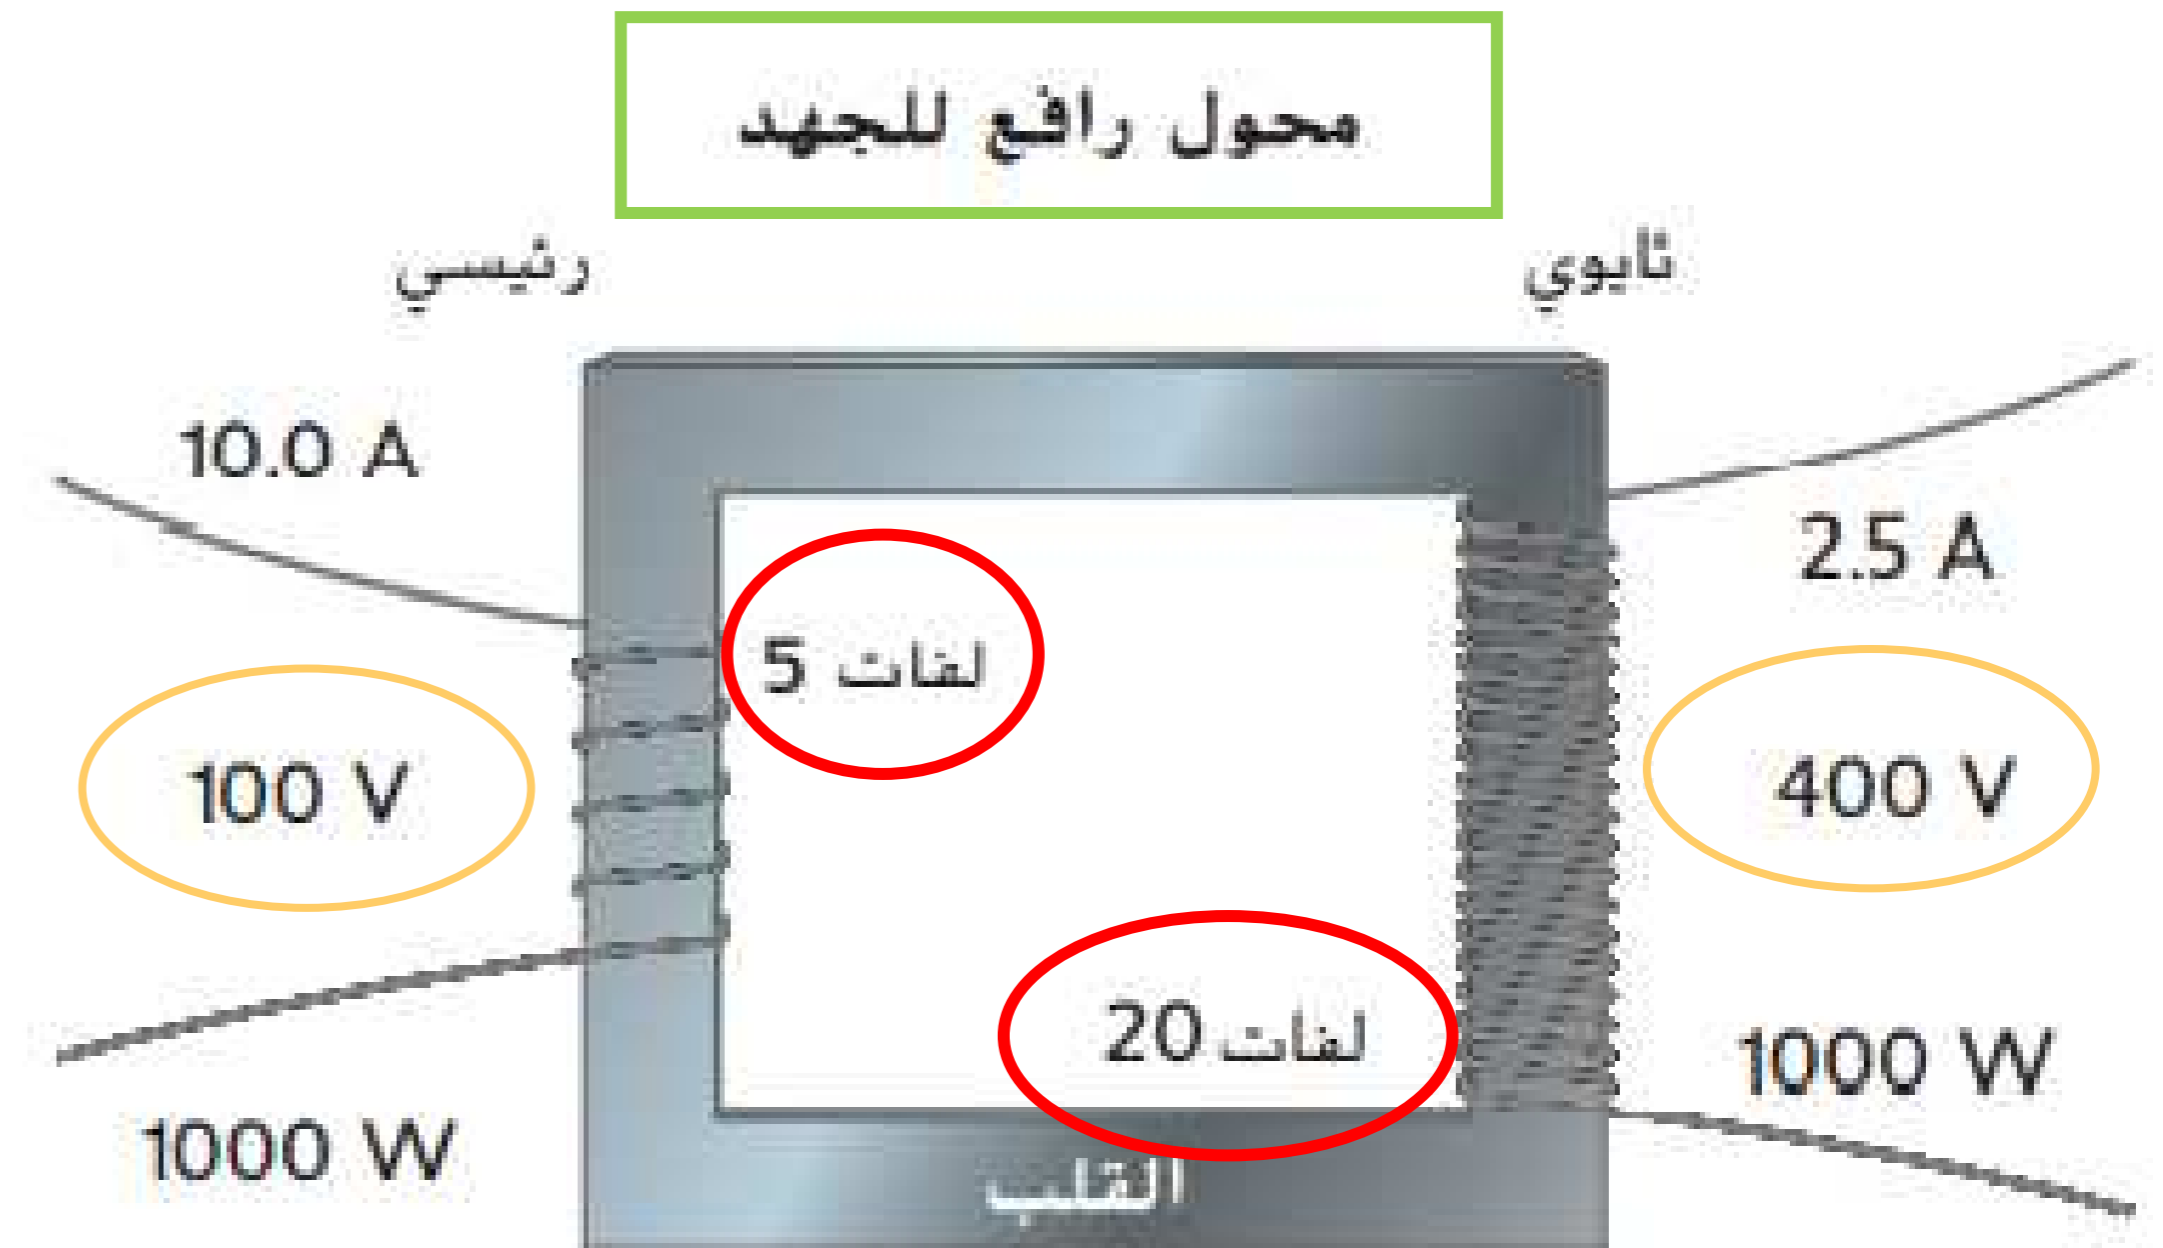 محول رافع للجهد
رئيسي
ثانوي
10.0 A
2.5 A
5 لفات
100 V
400 V
20 لفات
1000 W
1000 W
القلب